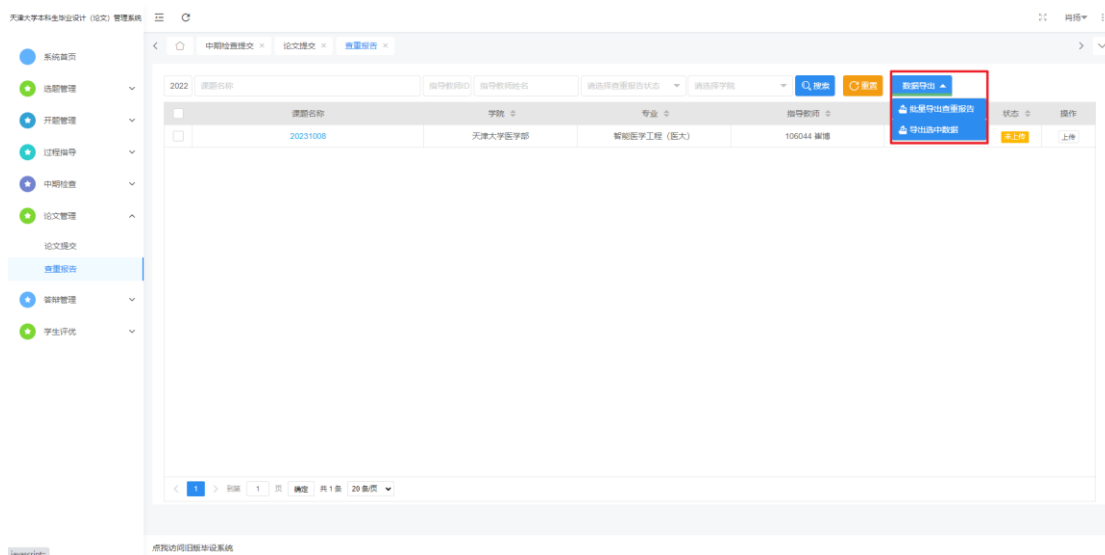 天津大学本科生毕业设计（论文）管理系统
肖扬
系统首页
选题管理
开题管理
过程指导
中期检查
论文管理
论文提交
查重报告
答辩管理
学生评优
中期检查提交 ×
论文提交 ×
查重报告 ×
2022 课题名称 指导教师ID 指导教师姓名 请选择查重报告状态 请选择学院 搜索 重置 数据导出
批量导出查重报告
导出选中数据
课题名称 学院 专业 指导教师 状态 操作
20231008 天津大学医学部 智能医学工程（医大） 106044 崔博 未上传 上传
1 到第 1 页 确定 共 1 条 20 条/页
点我访问旧版毕设系统